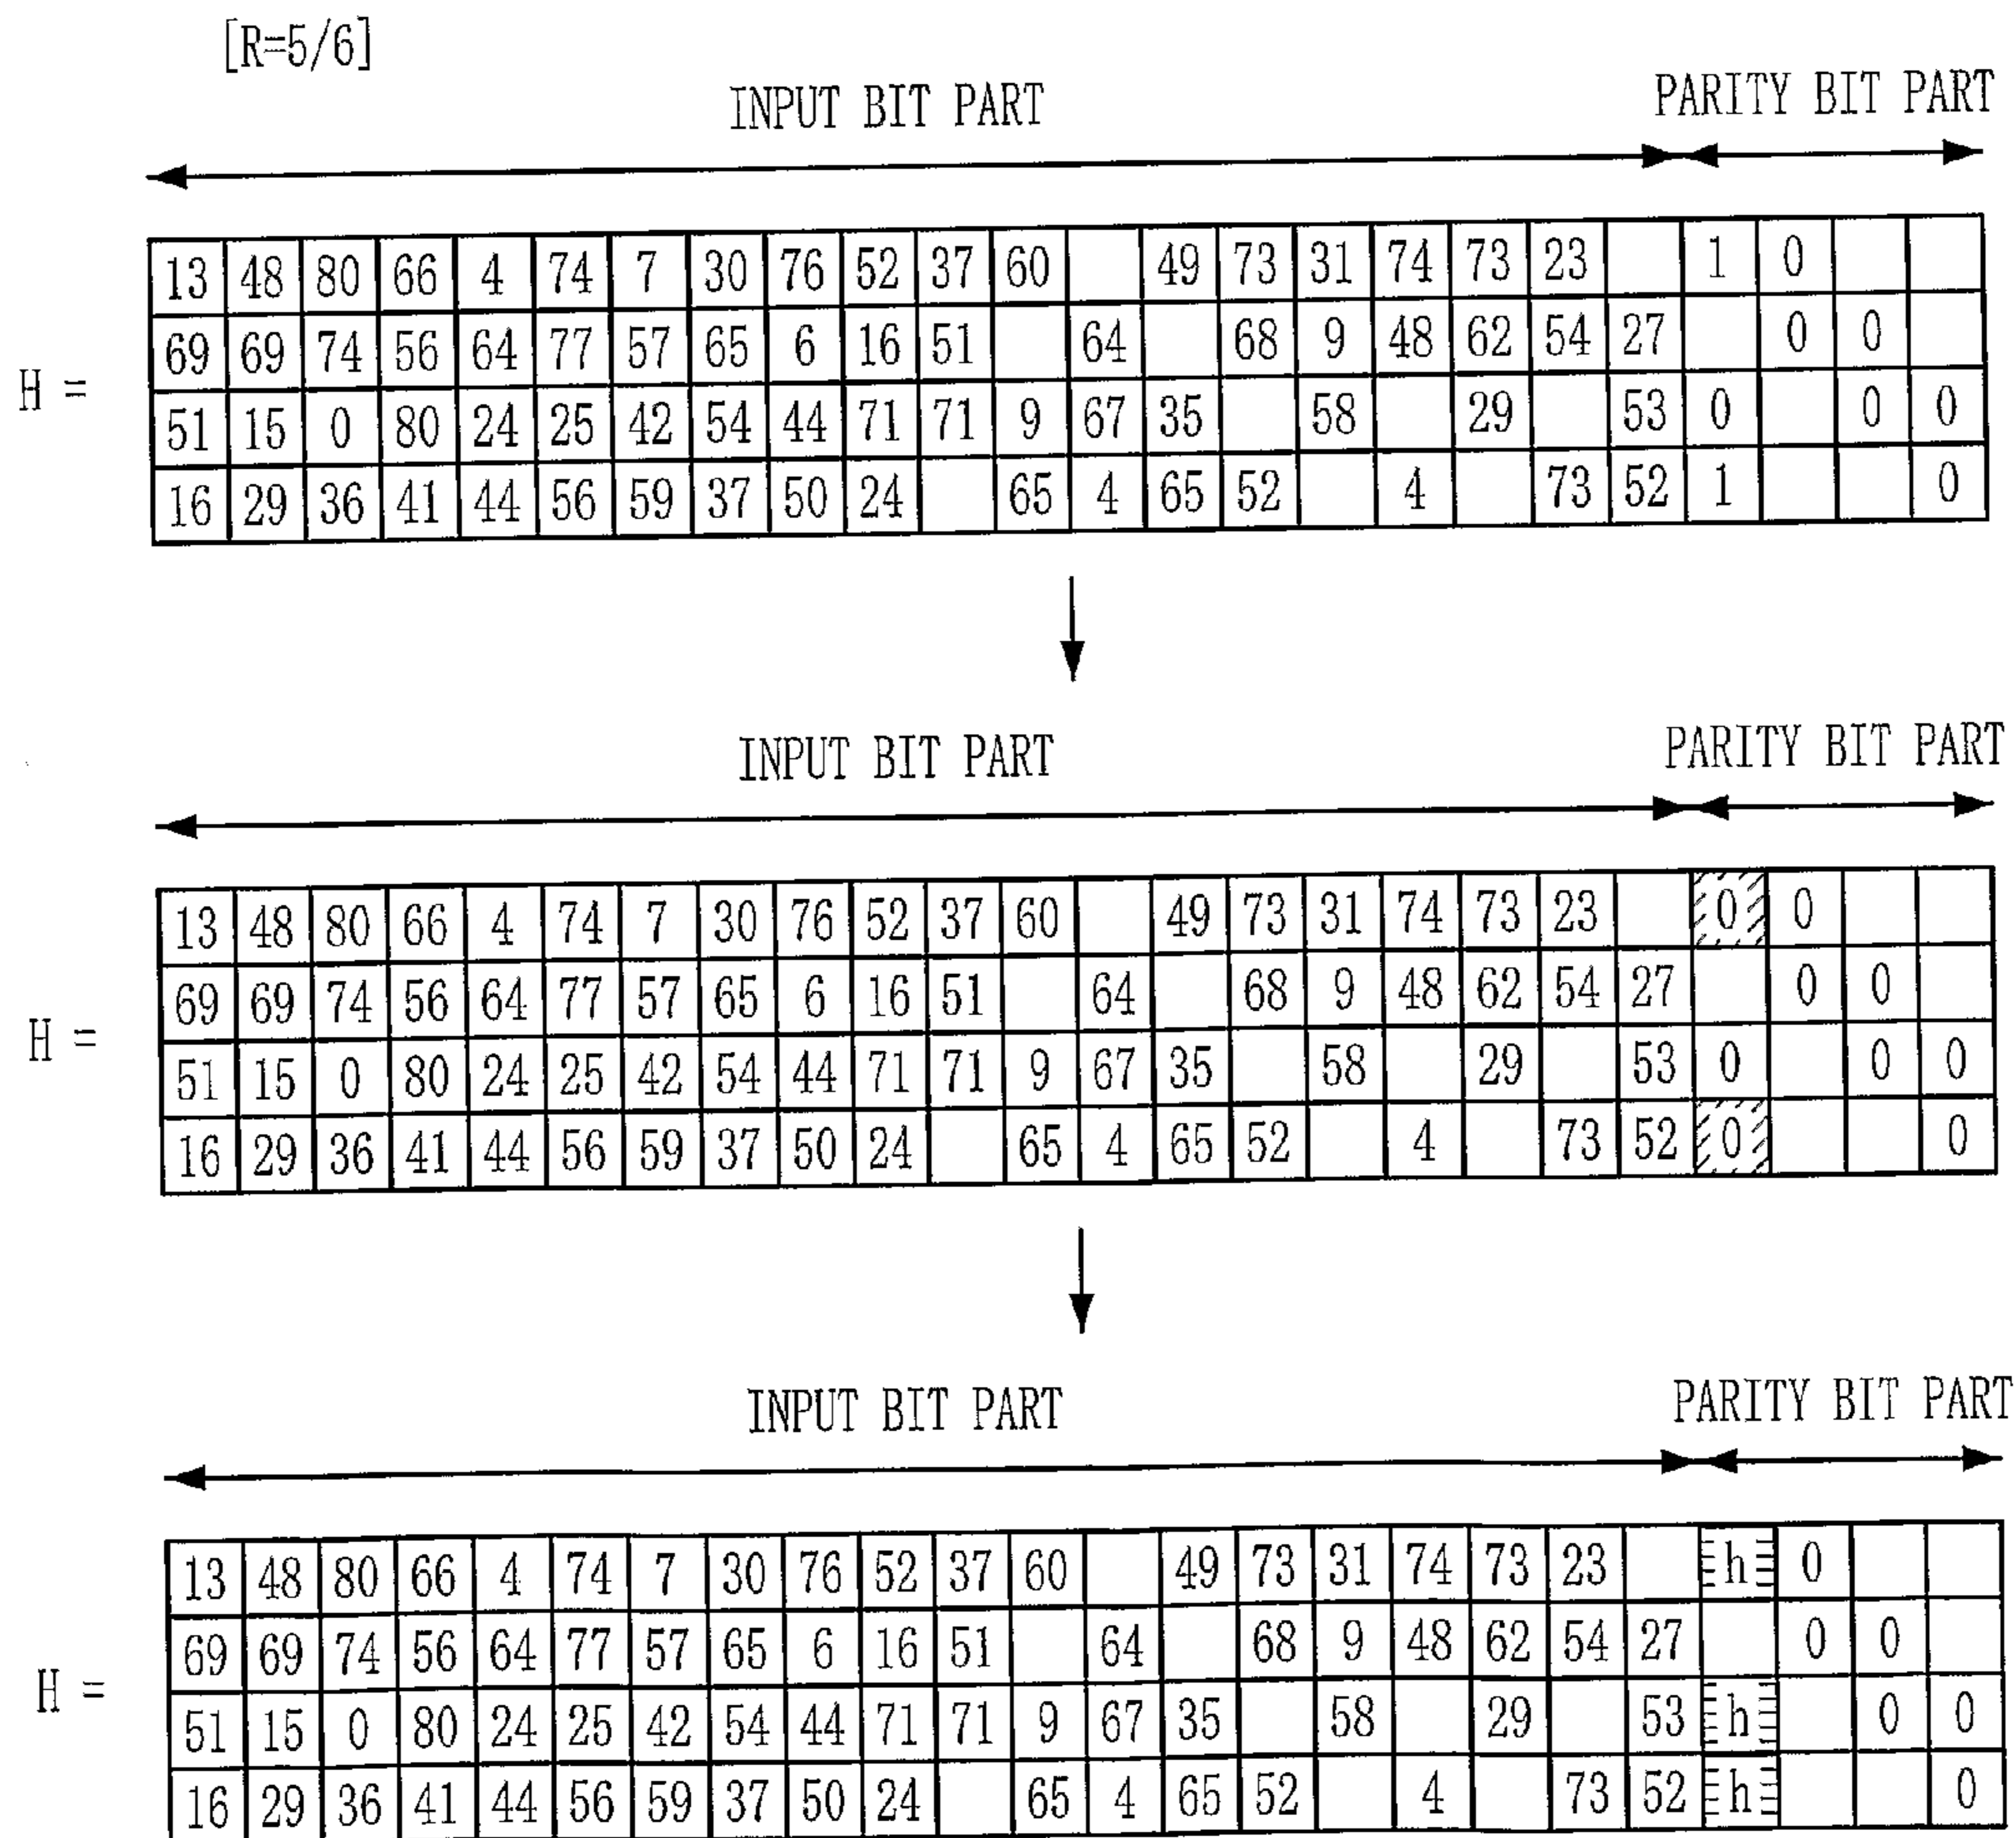 [R=5/6]
INPUT BIT PART PARITY BIT PART
13 48 80 66 4 74 7 30 76 52 37 60 49 73 31 74 73 23 1 0
69 69 74 56 64 77 57 65 6 16 51 64 68 9 48 62 54 27 0 0
H =
51 15 0 80 24 25 42 54 44 71 71 9 67 35 58 29 53 0 0 0
16 29 36 41 44 56 59 37 50 24 65 4 65 52 4 73 52 1 0
INPUT BIT PART PARITY BIT PART
13 48 80 66 4 74 7 30 76 52 37 60 49 73 31 74 73 23 0 0
69 69 74 56 64 77 57 65 6 16 51 64 68 9 48 62 54 27 0 0
H =
51 15 0 80 24 25 42 54 44 71 71 9 67 35 58 29 53 0 0 0
16 29 36 41 44 56 59 37 50 24 65 4 65 52 4 73 52 0 0
INPUT BIT PART PARITY BIT PART
13 48 80 66 4 74 7 30 76 52 37 60 49 73 31 74 73 23 h 0
69 69 74 56 64 77 57 65 6 16 51 64 68 9 48 62 54 27 0 0
H =
51 15 0 80 24 25 42 54 44 71 71 9 67 35 58 29 53 h 0 0
16 29 36 41 44 56 59 37 50 24 65 4 65 52 4 73 52 h 0